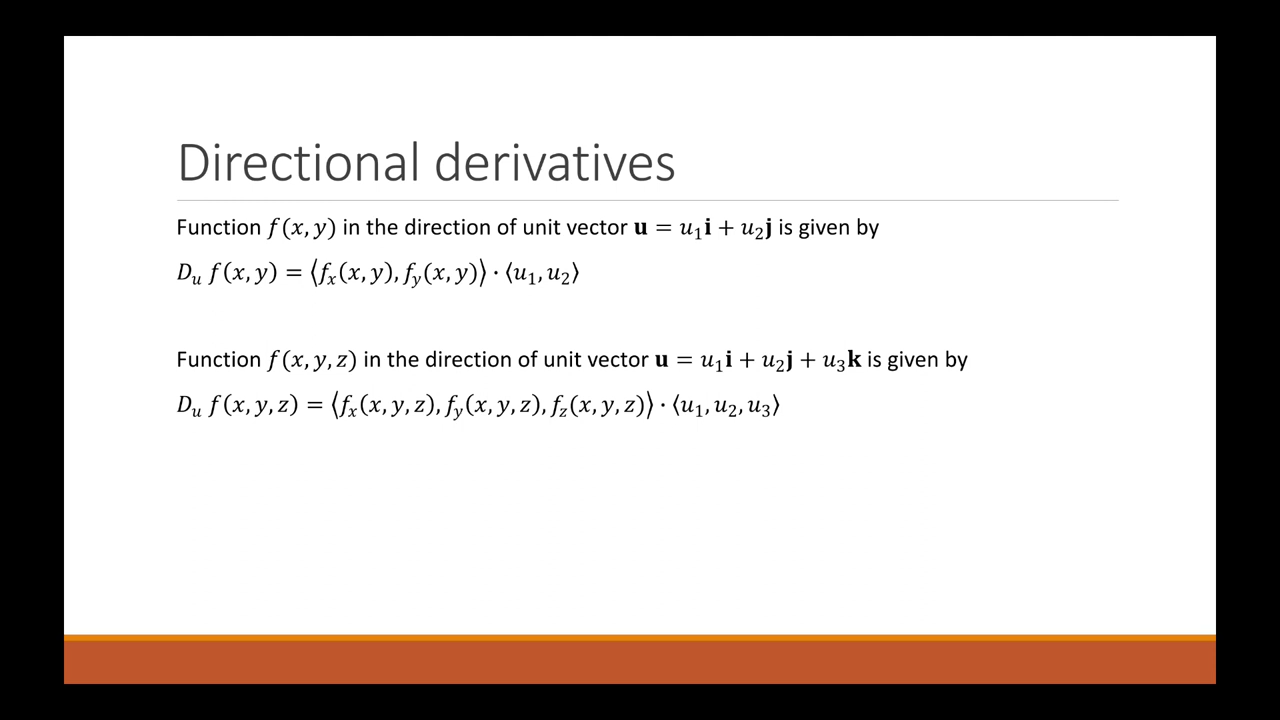 Directional derivatives
Function f(x, y) in the direction of unit vector u = u₁i + u₂j is given by
Dᵤ f(x, y) = ⟨fₓ(x, y), f_y(x, y)⟩ · ⟨u₁, u₂⟩
Function f(x, y, z) in the direction of unit vector u = u₁i + u₂j + u₃k is given by
Dᵤ f(x, y, z) = ⟨fₓ(x, y, z), f_y(x, y, z), f_z(x, y, z)⟩ · ⟨u₁, u₂, u₃⟩